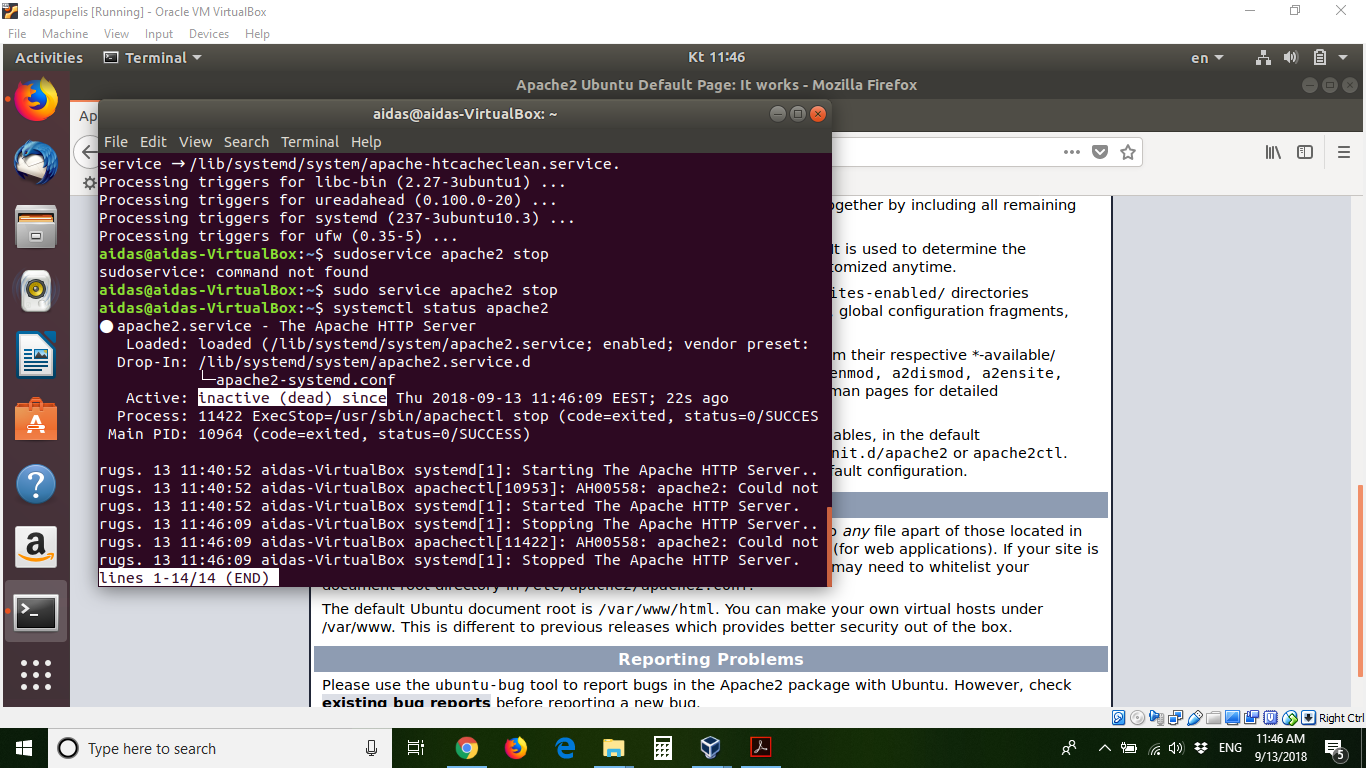 aidaspupelis [Running] - Oracle VM VirtualBox
File Machine View Input Devices Help
Activities Terminal Kt 11:46 en
Apache2 Ubuntu Default Page: It works - Mozilla Firefox
Ap
aidas@aidas-VirtualBox: ~
File Edit View Search Terminal Help
service → /lib/systemd/system/apache-htcacheclean.service.
Processing triggers for libc-bin (2.27-3ubuntu1) ...
Processing triggers for ureadahead (0.100.0-20) ...
Processing triggers for systemd (237-3ubuntu10.3) ...
Processing triggers for ufw (0.35-5) ...
aidas@aidas-VirtualBox:~$ sudoservice apache2 stop
sudoservice: command not found
aidas@aidas-VirtualBox:~$ sudo service apache2 stop
aidas@aidas-VirtualBox:~$ systemctl status apache2
● apache2.service - The Apache HTTP Server
Loaded: loaded (/lib/systemd/system/apache2.service; enabled; vendor preset:
Drop-In: /lib/systemd/system/apache2.service.d
└─apache2-systemd.conf
Active: inactive (dead) since Thu 2018-09-13 11:46:09 EEST; 22s ago
Process: 11422 ExecStop=/usr/sbin/apachectl stop (code=exited, status=0/SUCCES
Main PID: 10964 (code=exited, status=0/SUCCESS)
rugs. 13 11:40:52 aidas-VirtualBox systemd[1]: Starting The Apache HTTP Server..
rugs. 13 11:40:52 aidas-VirtualBox apachectl[10953]: AH00558: apache2: Could not
rugs. 13 11:40:52 aidas-VirtualBox systemd[1]: Started The Apache HTTP Server.
rugs. 13 11:46:09 aidas-VirtualBox systemd[1]: Stopping The Apache HTTP Server..
rugs. 13 11:46:09 aidas-VirtualBox apachectl[11422]: AH00558: apache2: Could not
rugs. 13 11:46:09 aidas-VirtualBox systemd[1]: Stopped The Apache HTTP Server.
lines 1-14/14 (END)
ogether by including all remaining
It is used to determine the
tomized anytime.
ites-enabled/ directories
global configuration fragments,
m their respective *-available/
enmod, a2dismod, a2ensite,
man pages for detailed
ables, in the default
nit.d/apache2 or apache2ctl.
fault configuration.
o any file apart of those located in
(for web applications). If your site is
may need to whitelist your
document root directory in /etc/apache2/apache2.conf.
The default Ubuntu document root is /var/www/html. You can make your own virtual hosts under
/var/www. This is different to previous releases which provides better security out of the box.
Reporting Problems
Please use the ubuntu-bug tool to report bugs in the Apache2 package with Ubuntu. However, check
existing bug reports before reporting a new bug.
Right Ctrl
Type here to search
ENG
11:46 AM
9/13/2018
5